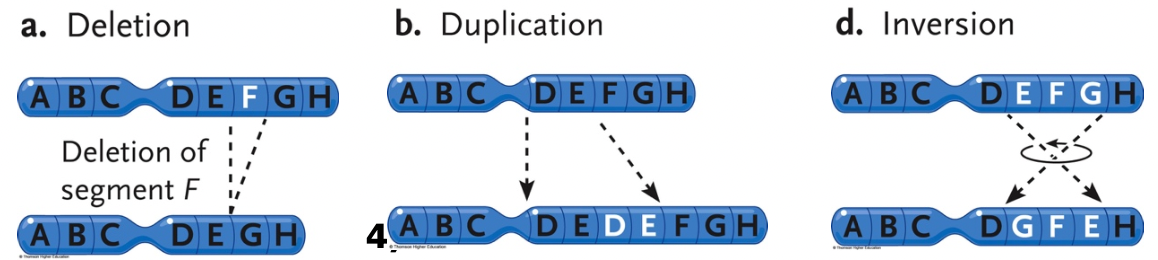 a. Deletion
A B C D E F G H
Deletion of
segment F
A B C D E G H
© Thomson Higher Education
b. Duplication
A B C D E F G H
4,
A B C D E D E F G H
© Thomson Higher Education
d. Inversion
A B C D E F G H
A B C D G F E H
© Thomson Higher Education